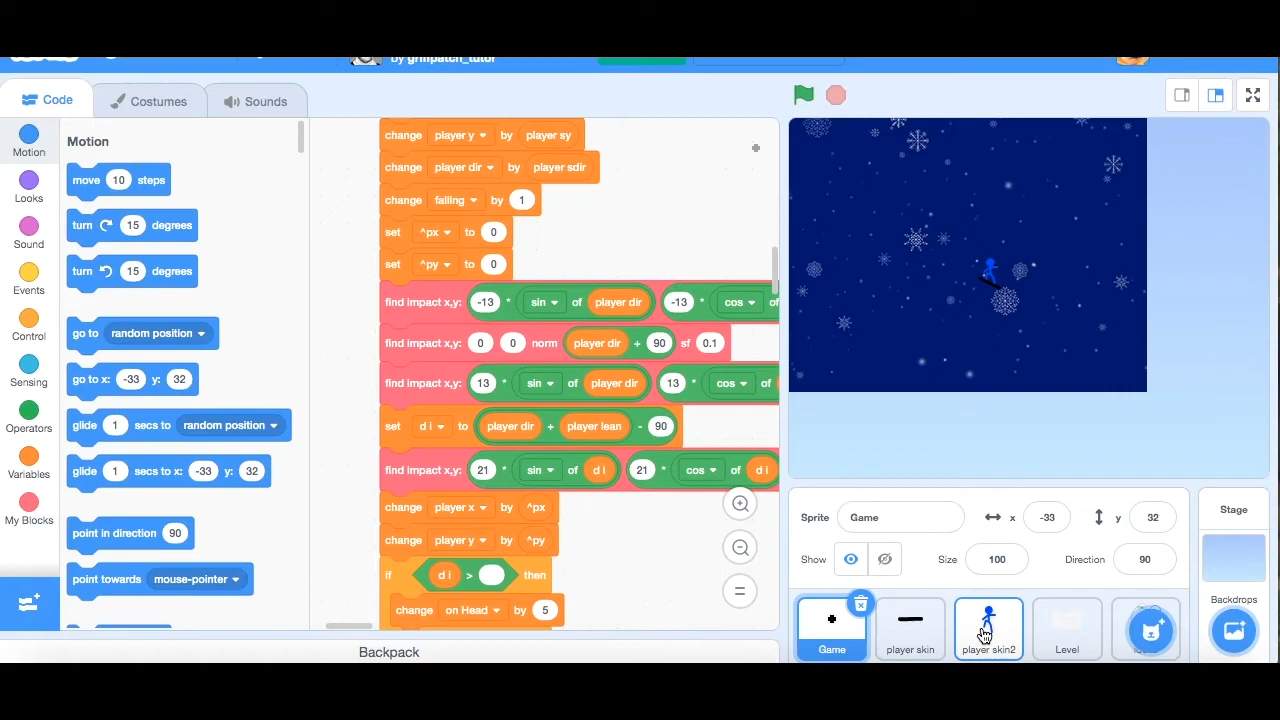 by griffpatch_tutor
Code
Costumes
Sounds
Motion
Looks
Sound
Events
Control
Sensing
Operators
Variables
My Blocks
Motion
move 10 steps
turn 15 degrees
turn 15 degrees
go to random position
go to x: -33 y: 32
glide 1 secs to random position
glide 1 secs to x: -33 y: 32
point in direction 90
point towards mouse-pointer
change player y by player sy
change player dir by player sdir
change falling by 1
set ^px to 0
set ^py to 0
find impact x,y: -13 * sin of player dir -13 * cos of
find impact x,y: 0 0 norm player dir + 90 sf 0.1
find impact x,y: 13 * sin of player dir 13 * cos of
set d i to player dir + player lean - 90
find impact x,y: 21 * sin of d i 21 * cos of d i
change player x by ^px
change player y by ^py
if d i > then
change on Head by 5
Backpack
Sprite Game x -33 y 32
Show Size 100 Direction 90
Game
player skin
player skin2
Level
Stage
Backdrops